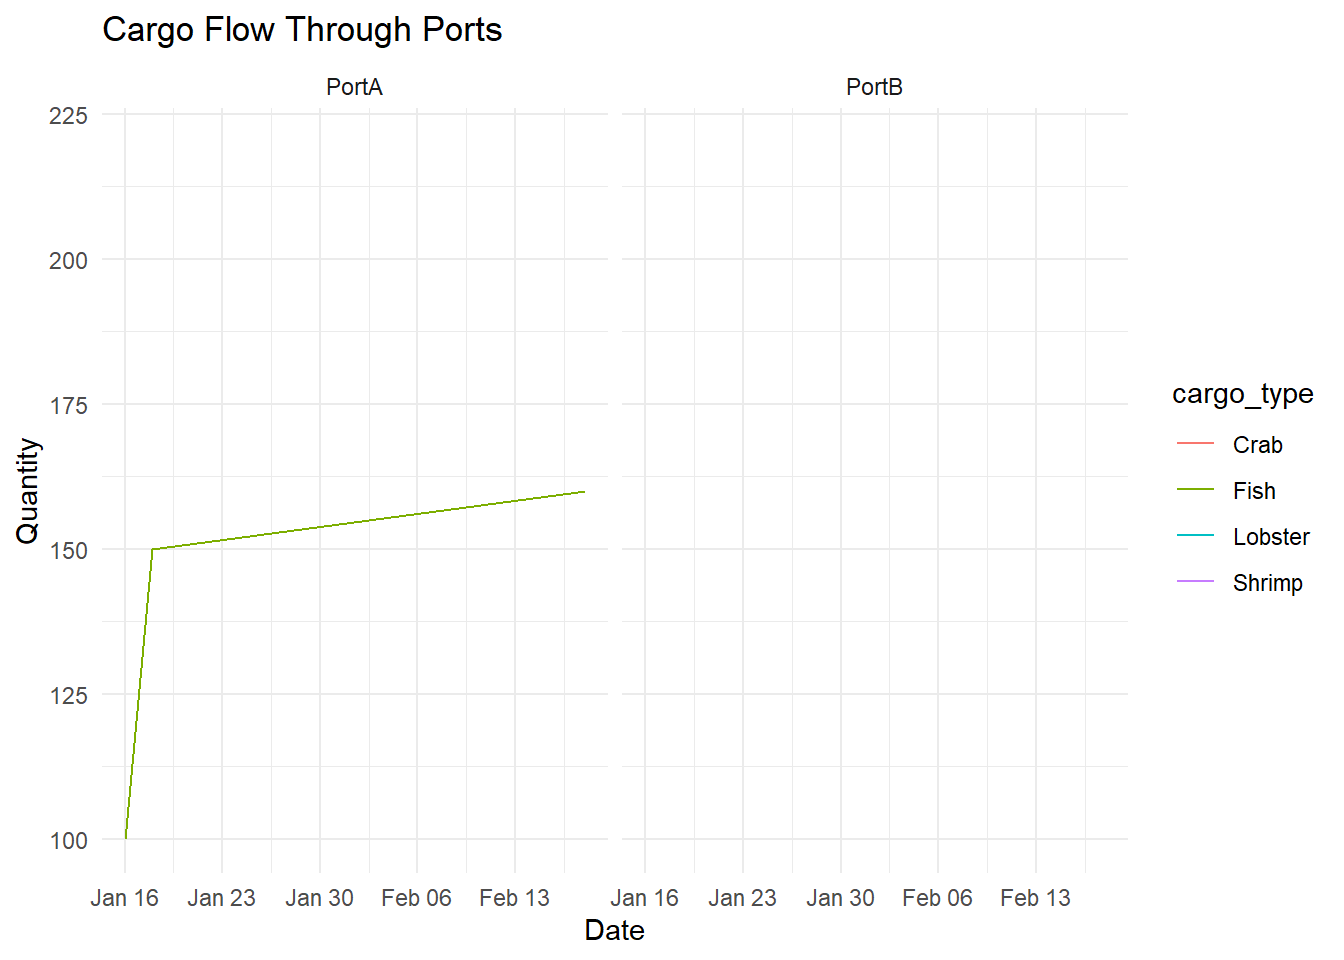 Cargo Flow Through Ports
PortA
PortB
225
200
175
150
125
100
Quantity
Jan 16 Jan 23 Jan 30 Feb 06 Feb 13
Jan 16 Jan 23 Jan 30 Feb 06 Feb 13
Date
cargo_type
Crab
Fish
Lobster
Shrimp